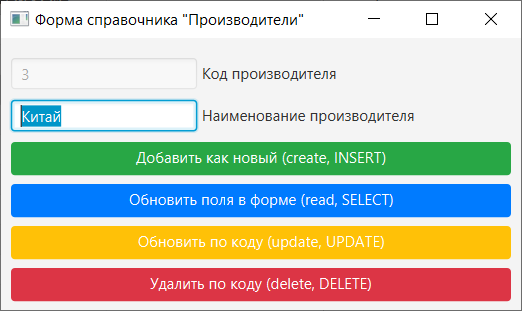 Форма справочника "Производители"
3 Код производителя
Китай Наименование производителя
Добавить как новый (create, INSERT)
Обновить поля в форме (read, SELECT)
Обновить по коду (update, UPDATE)
Удалить по коду (delete, DELETE)